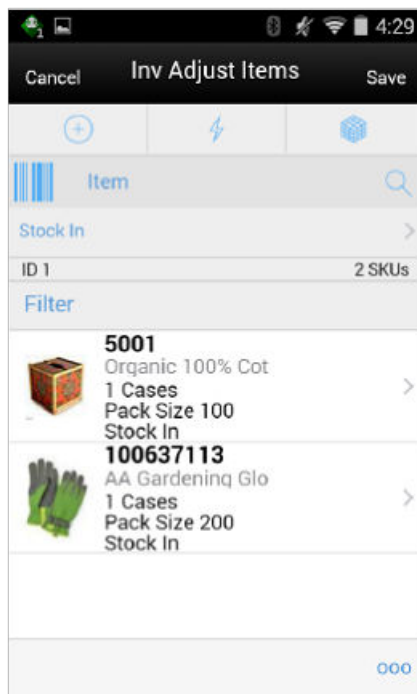 1 4:29
Cancel Inv Adjust Items Save
Item
Stock In
ID 1 2 SKUs
Filter
5001
Organic 100% Cot
1 Cases
Pack Size 100
Stock In
100637113
AA Gardening Glo
1 Cases
Pack Size 200
Stock In